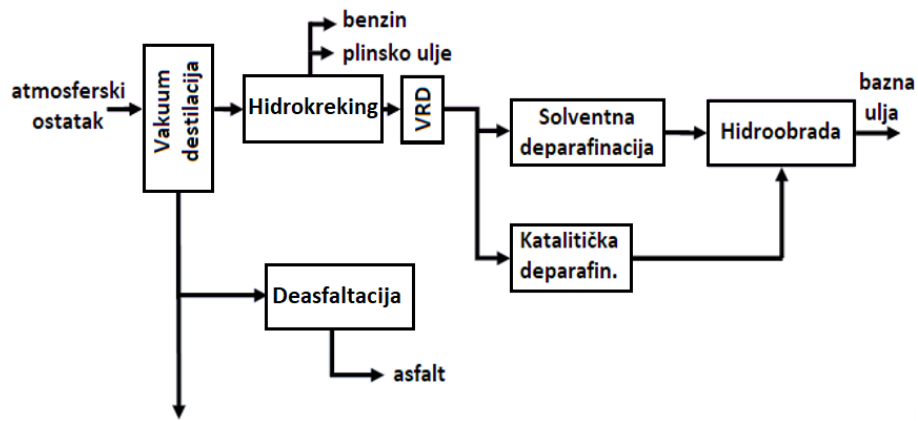 benzin
plinsko ulje
atmosferski
ostatak
Vakuum
destilacija
Hidrokreking
VRD
Solventna
deparafinacija
Hidroobrada
bazna
ulja
Katalitička
deparafin.
Deasfaltacija
asfalt